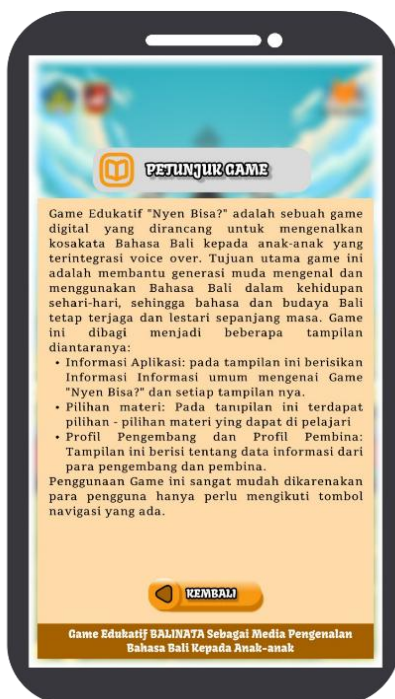 PETUNJUK GAME
Game Edukatif "Nyen Bisa?" adalah sebuah game
digital yang dirancang untuk mengenalkan
kosakata Bahasa Bali kepada anak-anak yang
terintegrasi voice over. Tujuan utama game ini
adalah membantu generasi muda mengenal dan
menggunakan Bahasa Bali dalam kehidupan
sehari-hari, sehingga bahasa dan budaya Bali
tetap terjaga dan lestari sepanjang masa. Game
ini dibagi menjadi beberapa tampilan
diantaranya:
• Informasi Aplikasi: pada tampilan ini berisikan
Informasi Informasi umum mengenai Game
"Nyen Bisa?" dan setiap tampilan nya.
• Pilihan materi: Pada tanıpilan ini terdapat
pilihan - pilihan materi ying dapat di pelajari
• Profil Pengembang dan Profil Pembina:
Tampilan ini berisi tentang data informasi dari
para pengembang dan pembina.
Penggunaan Game ini sangat mudah dikarenakan
para pengguna hanya perlu mengikuti tombol
navigasi yang ada.
KEMBALI
Game Edukatif BALINATA Sebagai Media Pengenalan
Bahasa Bali Kepada Anak-anak